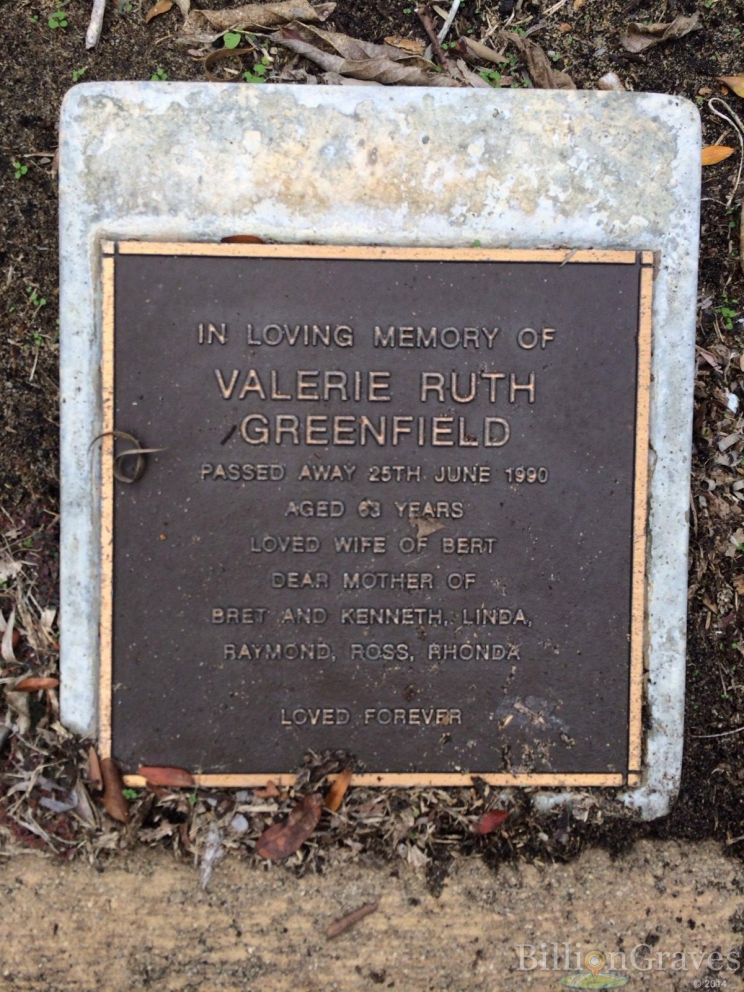 IN LOVING MEMORY OF
VALERIE RUTH
GREENFIELD
PASSED AWAY 25TH JUNE 1990
AGED 63 YEARS
LOVED WIFE OF BERT
DEAR MOTHER OF
BRET AND KENNETH, LINDA,
RAYMOND, ROSS, RHONDA
LOVED FOREVER
BillionGraves
© 2014